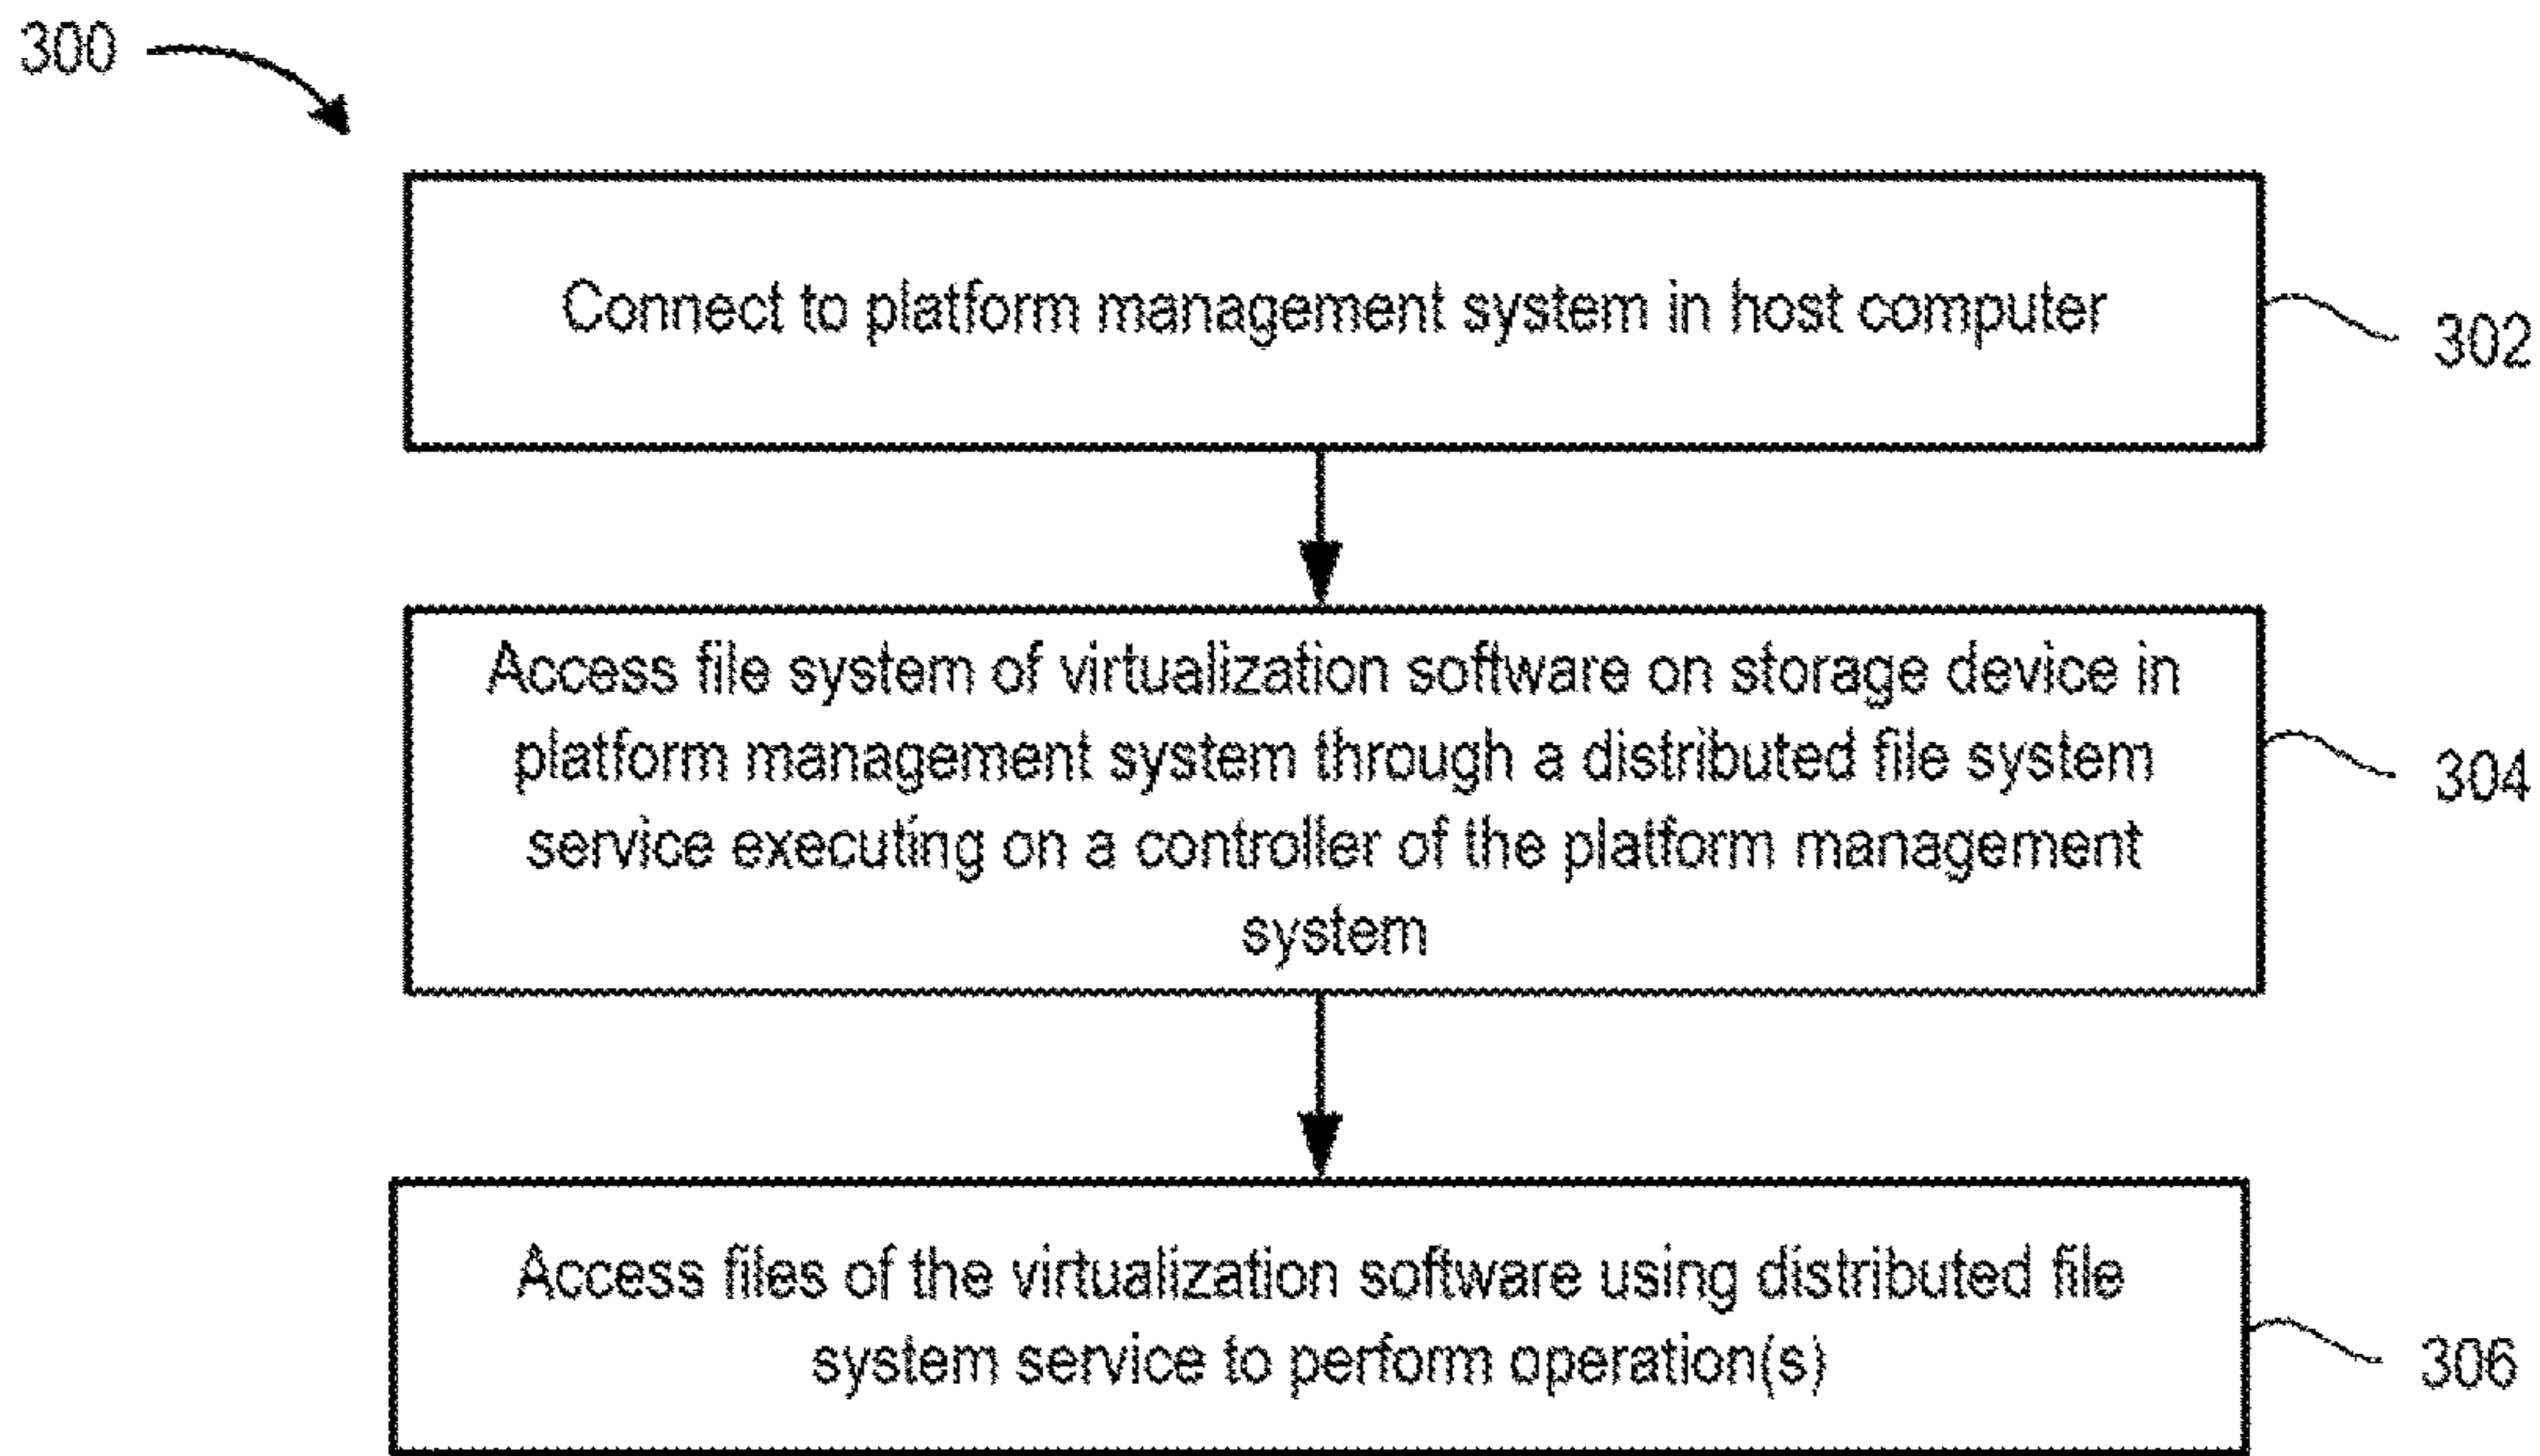 300
Connect to platform management system in host computer
302
Access file system of virtualization software on storage device in
platform management system through a distributed file system
service executing on a controller of the platform management
system
304
Access files of the virtualization software using distributed file
system service to perform operation(s)
306